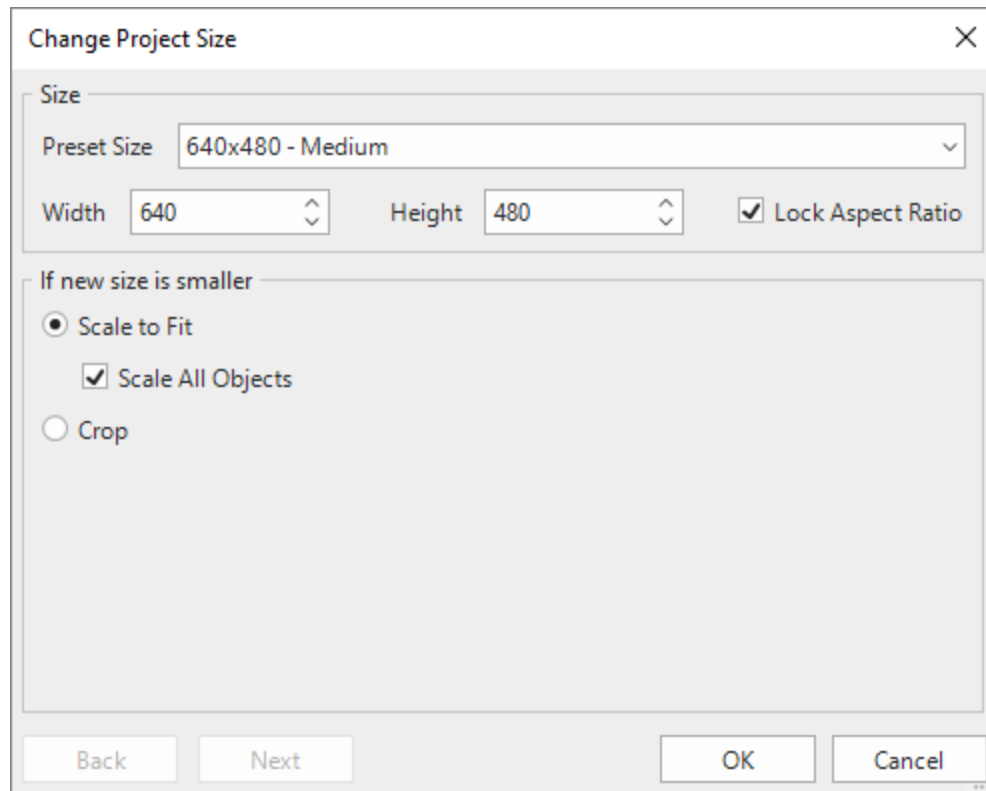 Change Project Size
Size
Preset Size 640x480 - Medium
Width 640 Height 480 Lock Aspect Ratio
If new size is smaller
Scale to Fit
Scale All Objects
Crop
Back Next OK Cancel